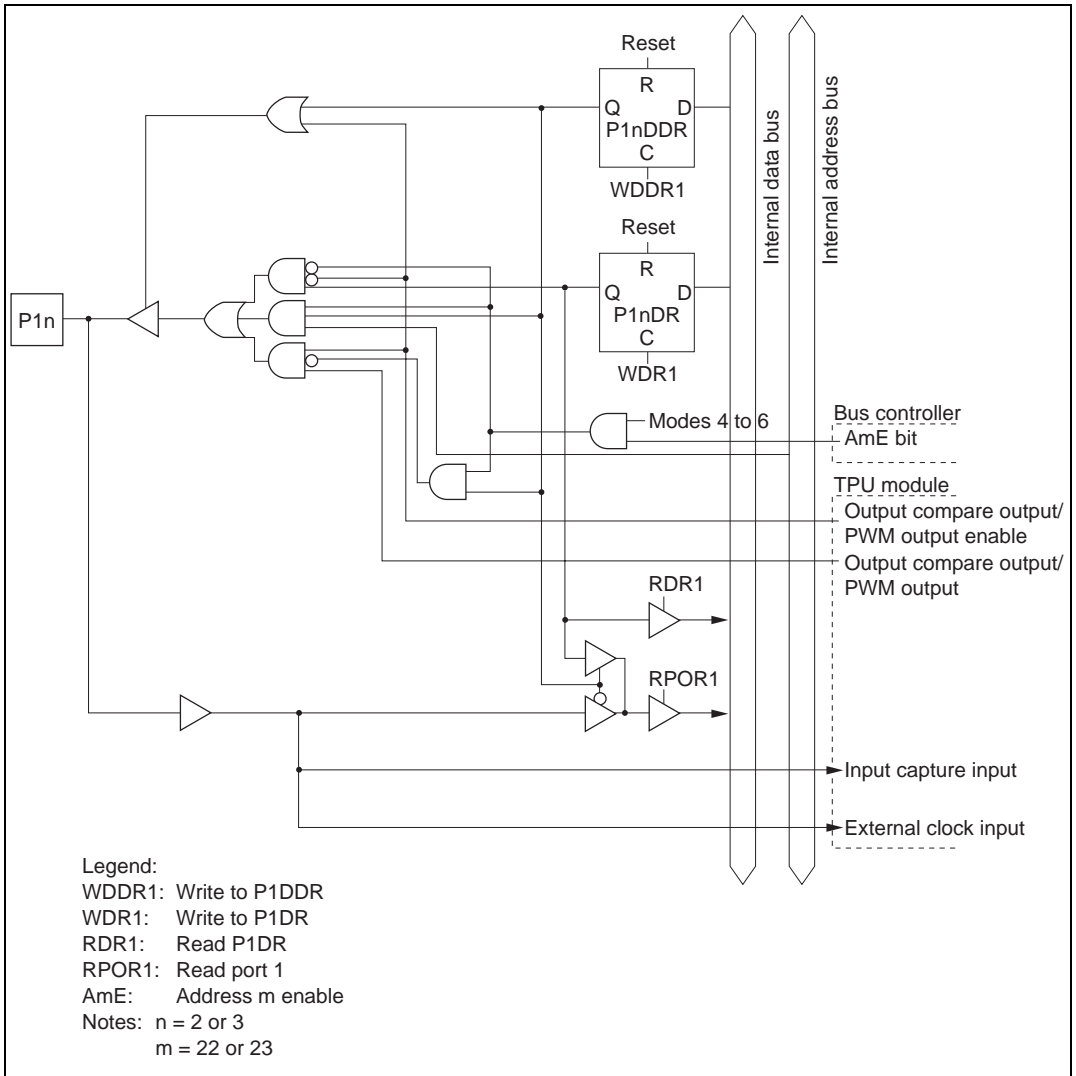 Reset
R
Q D
P1nDDR
C
WDDR1
Reset
R
Q D
P1nDR
C
WDR1
Internal data bus
Internal address bus
P1n
Modes 4 to 6
Bus controller
AmE bit
TPU module
Output compare output/
PWM output enable
Output compare output/
PWM output
RDR1
RPOR1
Input capture input
External clock input
Legend:
WDDR1: Write to P1DDR
WDR1: Write to P1DR
RDR1: Read P1DR
RPOR1: Read port 1
AmE: Address m enable
Notes: n = 2 or 3
m = 22 or 23